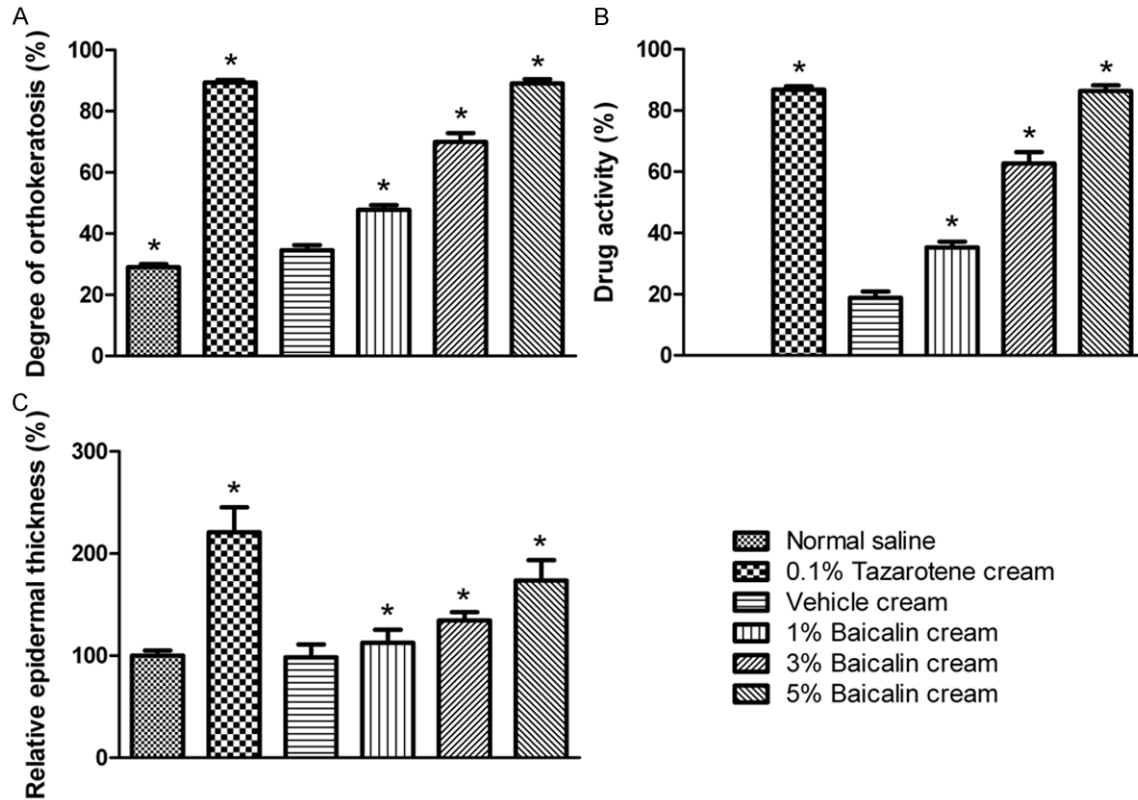 A
Degree of orthokeratosis (%)
100
80
60
40
20
0
* * * * *
B
Drug activity (%)
100
80
60
40
20
0
* * * *
C
Relative epidermal thickness (%)
300
200
100
0
* * * *
Normal saline
0.1% Tazarotene cream
Vehicle cream
1% Baicalin cream
3% Baicalin cream
5% Baicalin cream